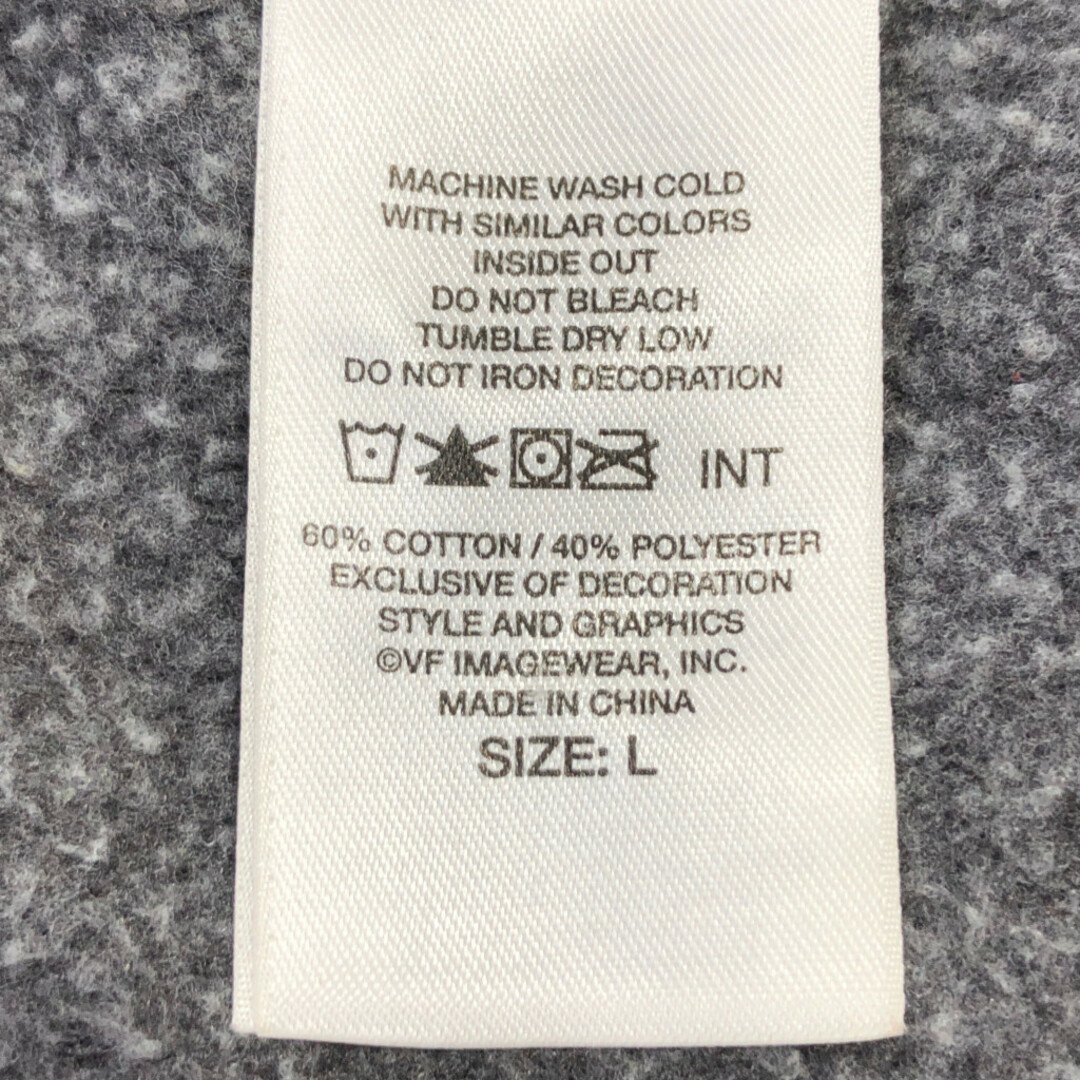 MACHINE WASH COLD
WITH SIMILAR COLORS
INSIDE OUT
DO NOT BLEACH
TUMBLE DRY LOW
DO NOT IRON DECORATION
INT
60% COTTON / 40% POLYESTER
EXCLUSIVE OF DECORATION
STYLE AND GRAPHICS
©VF IMAGEWEAR, INC.
MADE IN CHINA
SIZE: L